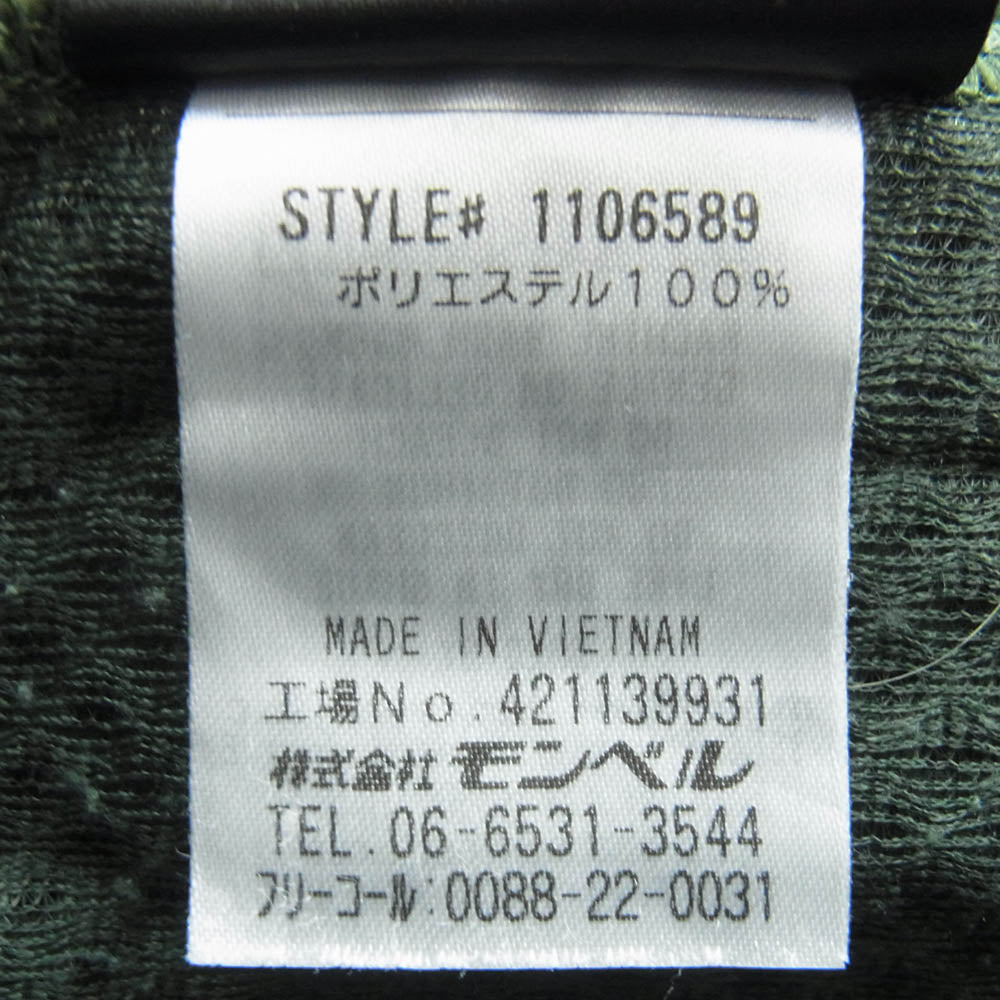 STYLE# 1106589
ポリエステル100%
MADE IN VIETNAM
工場No.421139931
株式会社 モンベル
TEL.06-6531-3544
フリーコール:0088-22-0031